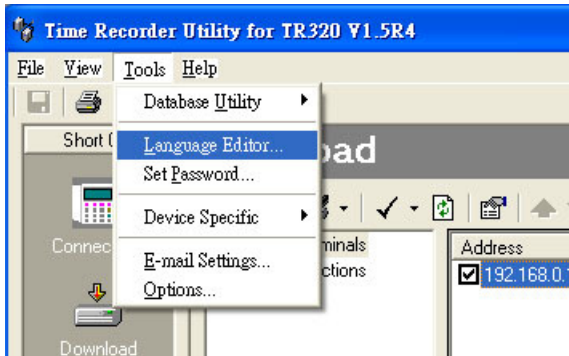 Time Recorder Utility for TR320 V1.5R4
File View Tools Help
Database Utility
Short
Language Editor...
oad
Set Password...
Device Specific
Connec
minals
Address
ctions
192.168.0.1
E-mail Settings...
Options...
Download